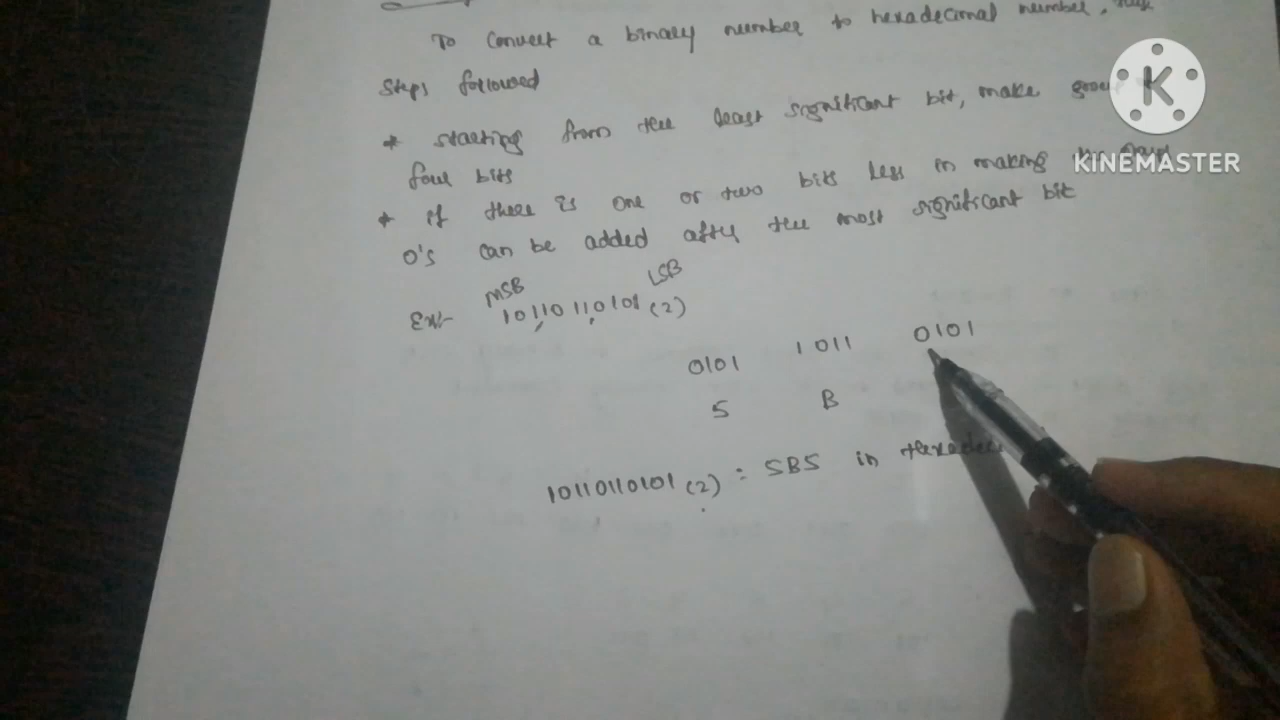 To convert a binary number to hexadecimal number,
steps followed
* starting from the least significant bit, make
four bits
* if there is one or two bits less in making
0's can be added after the most significant bit
MSB LSB
Ex:- 10110110101 (2)
0101 1011 0101
5 B
10110110101 (2) : 5B5 in
K
KINEMASTER